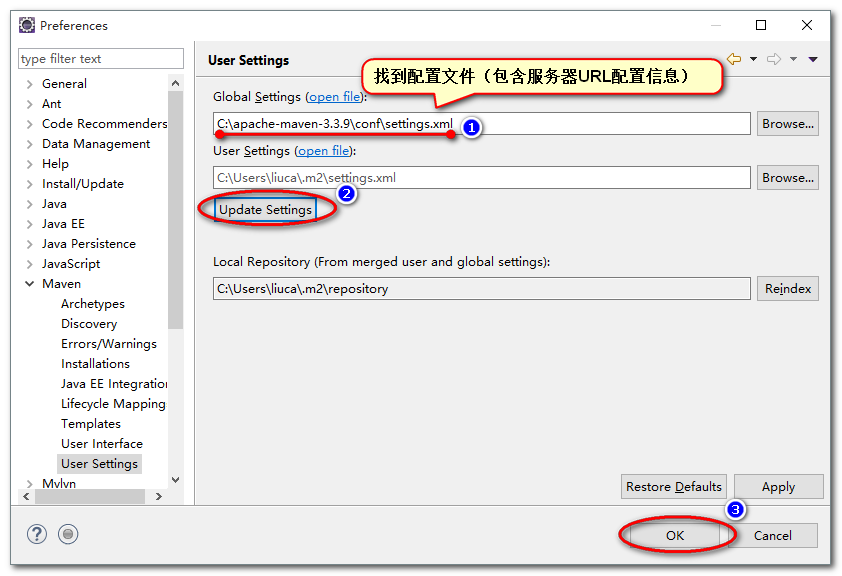 Preferences
type filter text
General
Ant
Code Recommenders
Data Management
Help
Install/Update
Java
Java EE
Java Persistence
JavaScript
Maven
Archetypes
Discovery
Errors/Warnings
Installations
Java EE Integration
Lifecycle Mapping
Templates
User Interface
User Settings
Mylyn
User Settings
找到配置文件（包含服务器URL配置信息）
Global Settings (open file):
C:\apache-maven-3.3.9\conf\settings.xml
1
Browse...
User Settings (open file):
C:\Users\liuca\.m2\settings.xml
Browse...
2
Update Settings
Local Repository (From merged user and global settings):
C:\Users\liuca\.m2\repository
Reindex
Restore Defaults
Apply
3
?
OK
Cancel